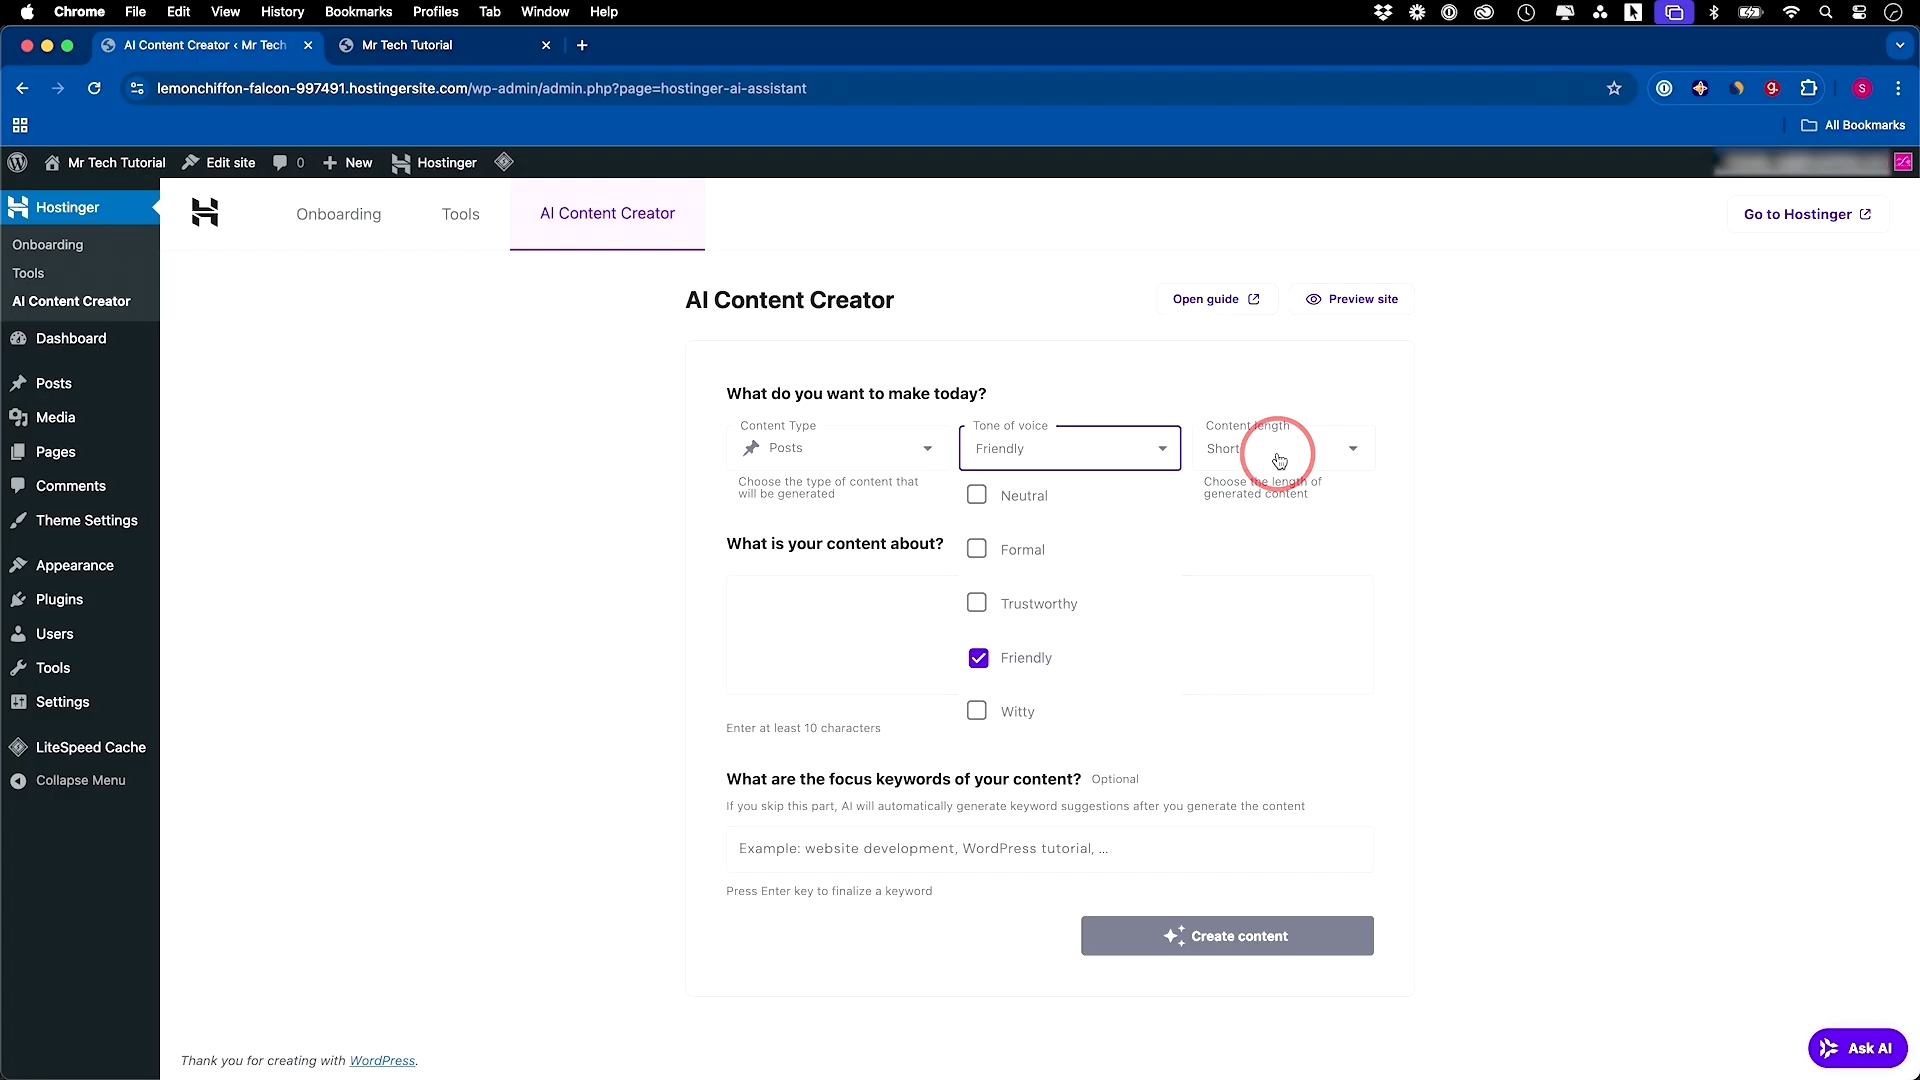 Chrome File Edit View History Bookmarks Profiles Tab Window Help
AI Content Creator ‹ Mr Tech
Mr Tech Tutorial
lemonchiffon-falcon-997491.hostingersite.com/wp-admin/admin.php?page=hostinger-ai-assistant
S
All Bookmarks
Mr Tech Tutorial Edit site 0 New Hostinger
Hostinger
Onboarding
Tools
AI Content Creator
Dashboard
Posts
Media
Pages
Comments
Theme Settings
Appearance
Plugins
Users
Tools
Settings
LiteSpeed Cache
Collapse Menu
Onboarding Tools AI Content Creator
Go to Hostinger
AI Content Creator
Open guide
Preview site
What do you want to make today?
Content Type
Posts
Choose the type of content that
will be generated
Tone of voice
Friendly
Neutral
Formal
Trustworthy
Friendly
Witty
Content length
Short
Choose the length of
generated content
What is your content about?
Enter at least 10 characters
What are the focus keywords of your content? Optional
If you skip this part, AI will automatically generate keyword suggestions after you generate the content
Example: website development, WordPress tutorial, ...
Press Enter key to finalize a keyword
Create content
Thank you for creating with WordPress.
Ask AI